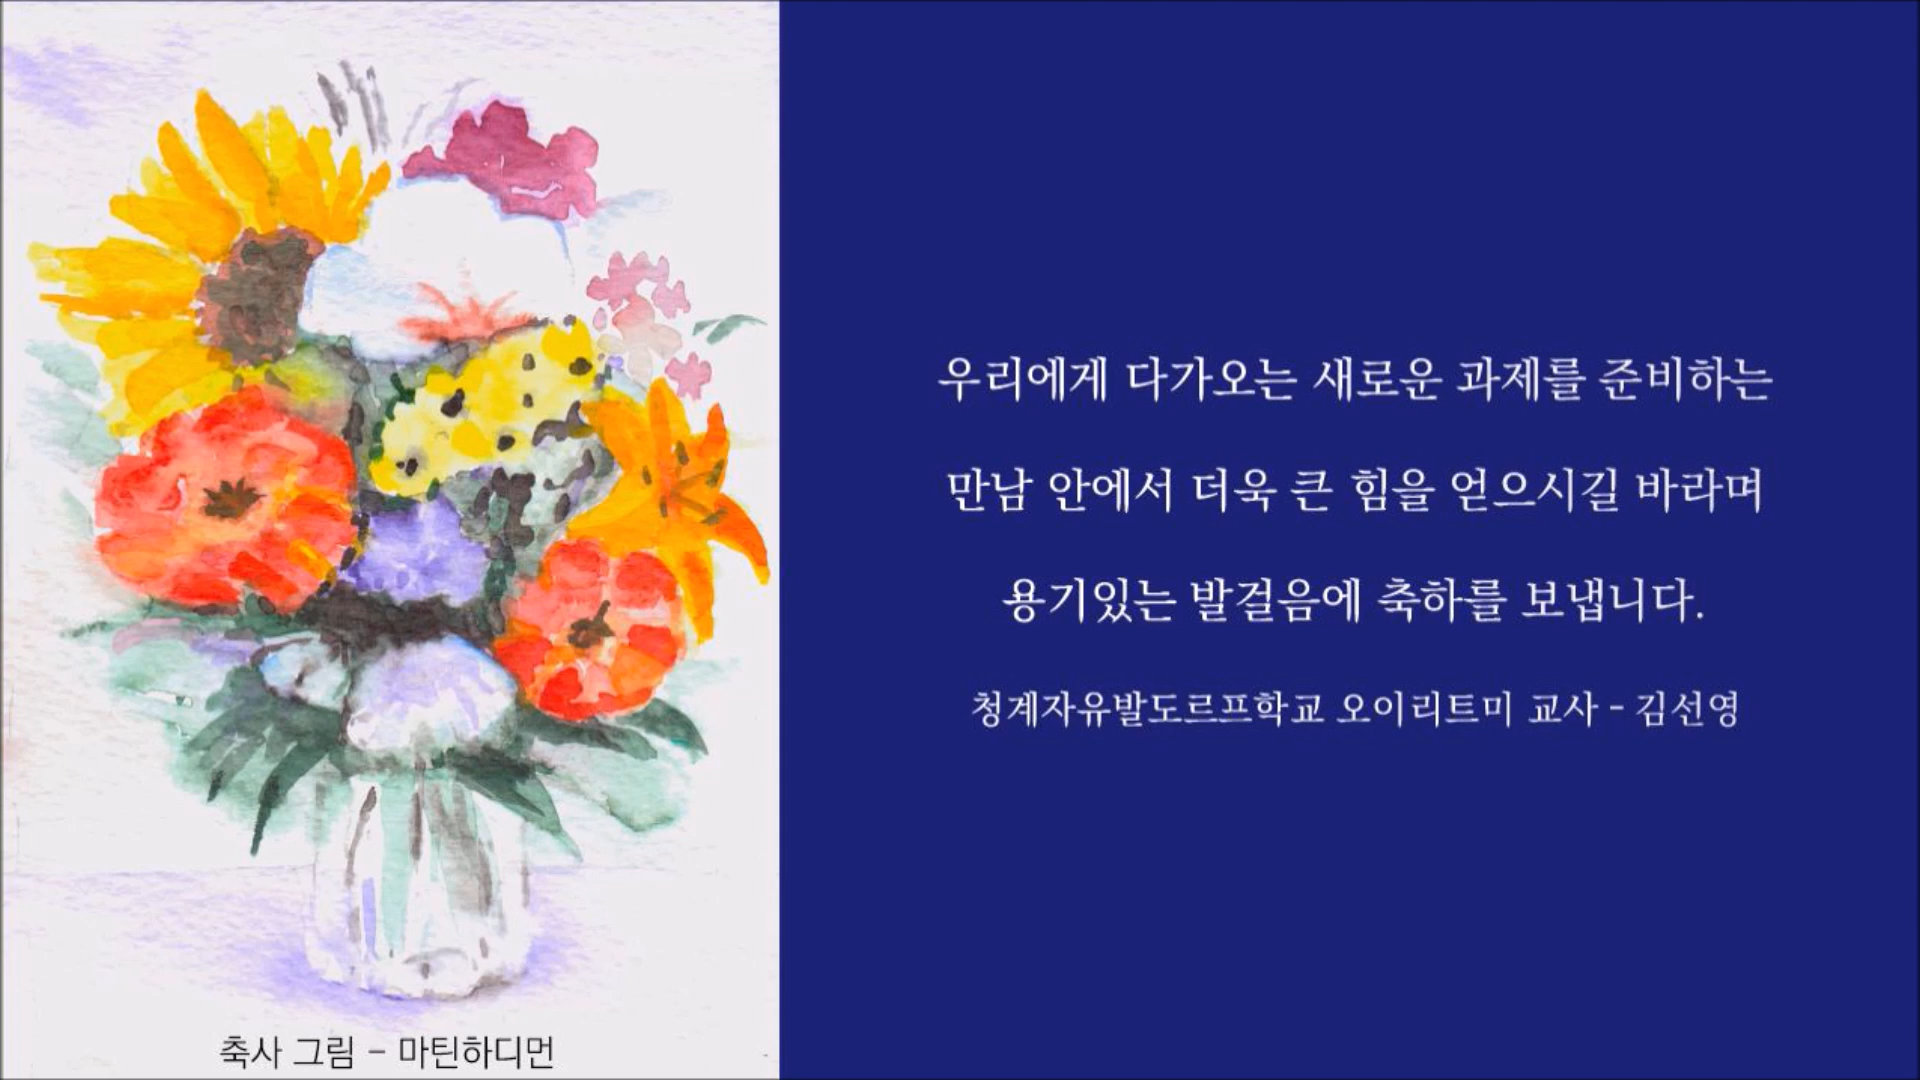 우리에게 다가오는 새로운 과제를 준비하는
만남 안에서 더욱 큰 힘을 얻으시길 바라며
용기있는 발걸음에 축하를 보냅니다.
청계자유발도르프학교 오이리트미 교사 - 김선영
축사 그림 - 마틴하디먼